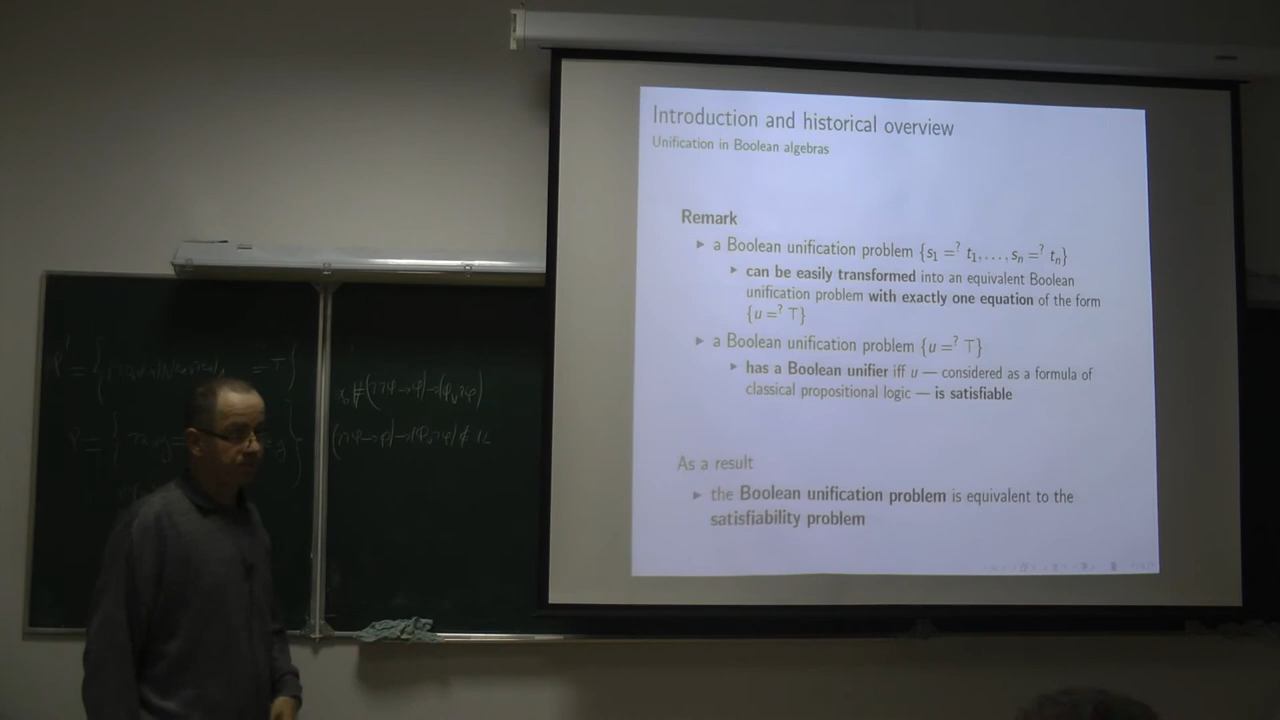 Introduction and historical overview
Unification in Boolean algebras
Remark
▸ a Boolean unification problem {s₁ =? t₁, . . . , sₙ =? tₙ}
▸ can be easily transformed into an equivalent Boolean
unification problem with exactly one equation of the form
{u =? ⊤}
▸ a Boolean unification problem {u =? ⊤}
▸ has a Boolean unifier iff u — considered as a formula of
classical propositional logic — is satisfiable
As a result
▸ the Boolean unification problem is equivalent to the
satisfiability problem